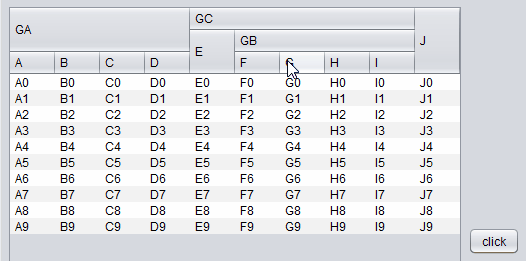 GA GC J
E GB
A B C D F G H I
A0 B0 C0 D0 E0 F0 G0 H0 I0 J0
A1 B1 C1 D1 E1 F1 G1 H1 I1 J1
A2 B2 C2 D2 E2 F2 G2 H2 I2 J2
A3 B3 C3 D3 E3 F3 G3 H3 I3 J3
A4 B4 C4 D4 E4 F4 G4 H4 I4 J4
A5 B5 C5 D5 E5 F5 G5 H5 I5 J5
A6 B6 C6 D6 E6 F6 G6 H6 I6 J6
A7 B7 C7 D7 E7 F7 G7 H7 I7 J7
A8 B8 C8 D8 E8 F8 G8 H8 I8 J8
A9 B9 C9 D9 E9 F9 G9 H9 I9 J9
click